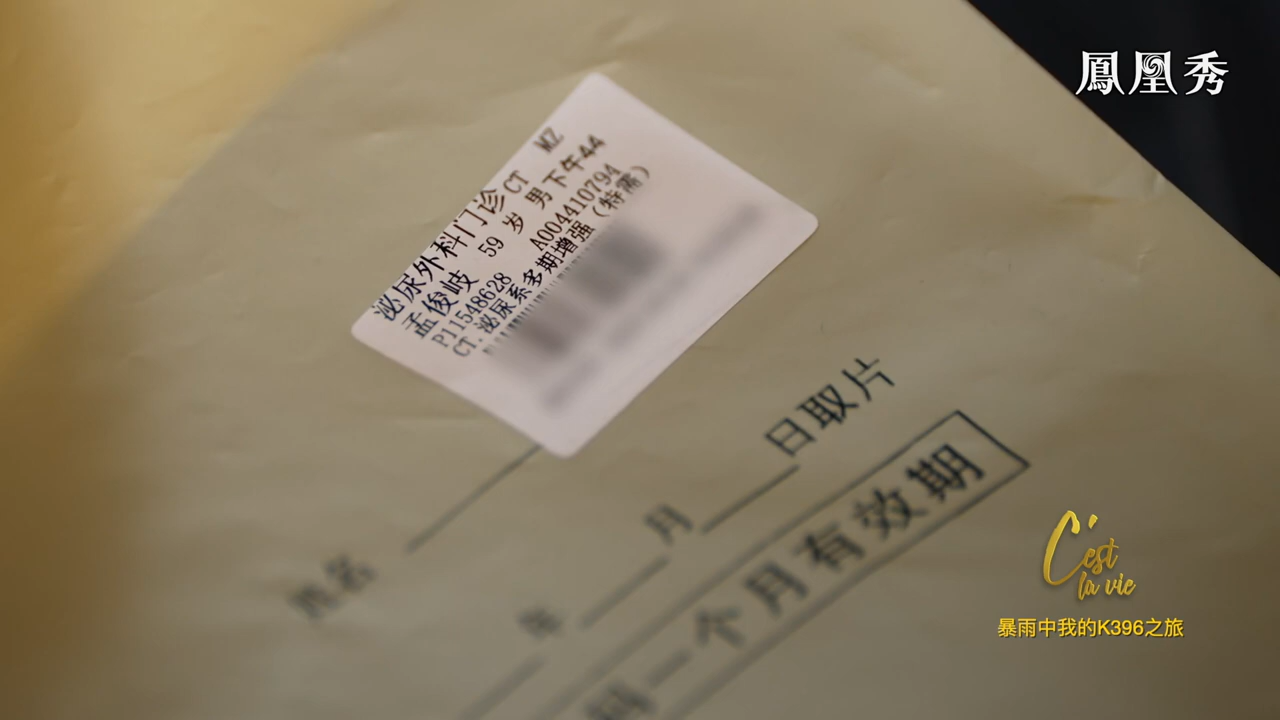 鳳凰秀
泌尿外科门诊CT MZ
孟俊岐 59 岁 男 下午44
P11548628 A004410794
CT.泌尿系多期增强（特需）
姓名
年 月 日取片
一个月有效期
C'est
la vie
暴雨中我的K396之旅